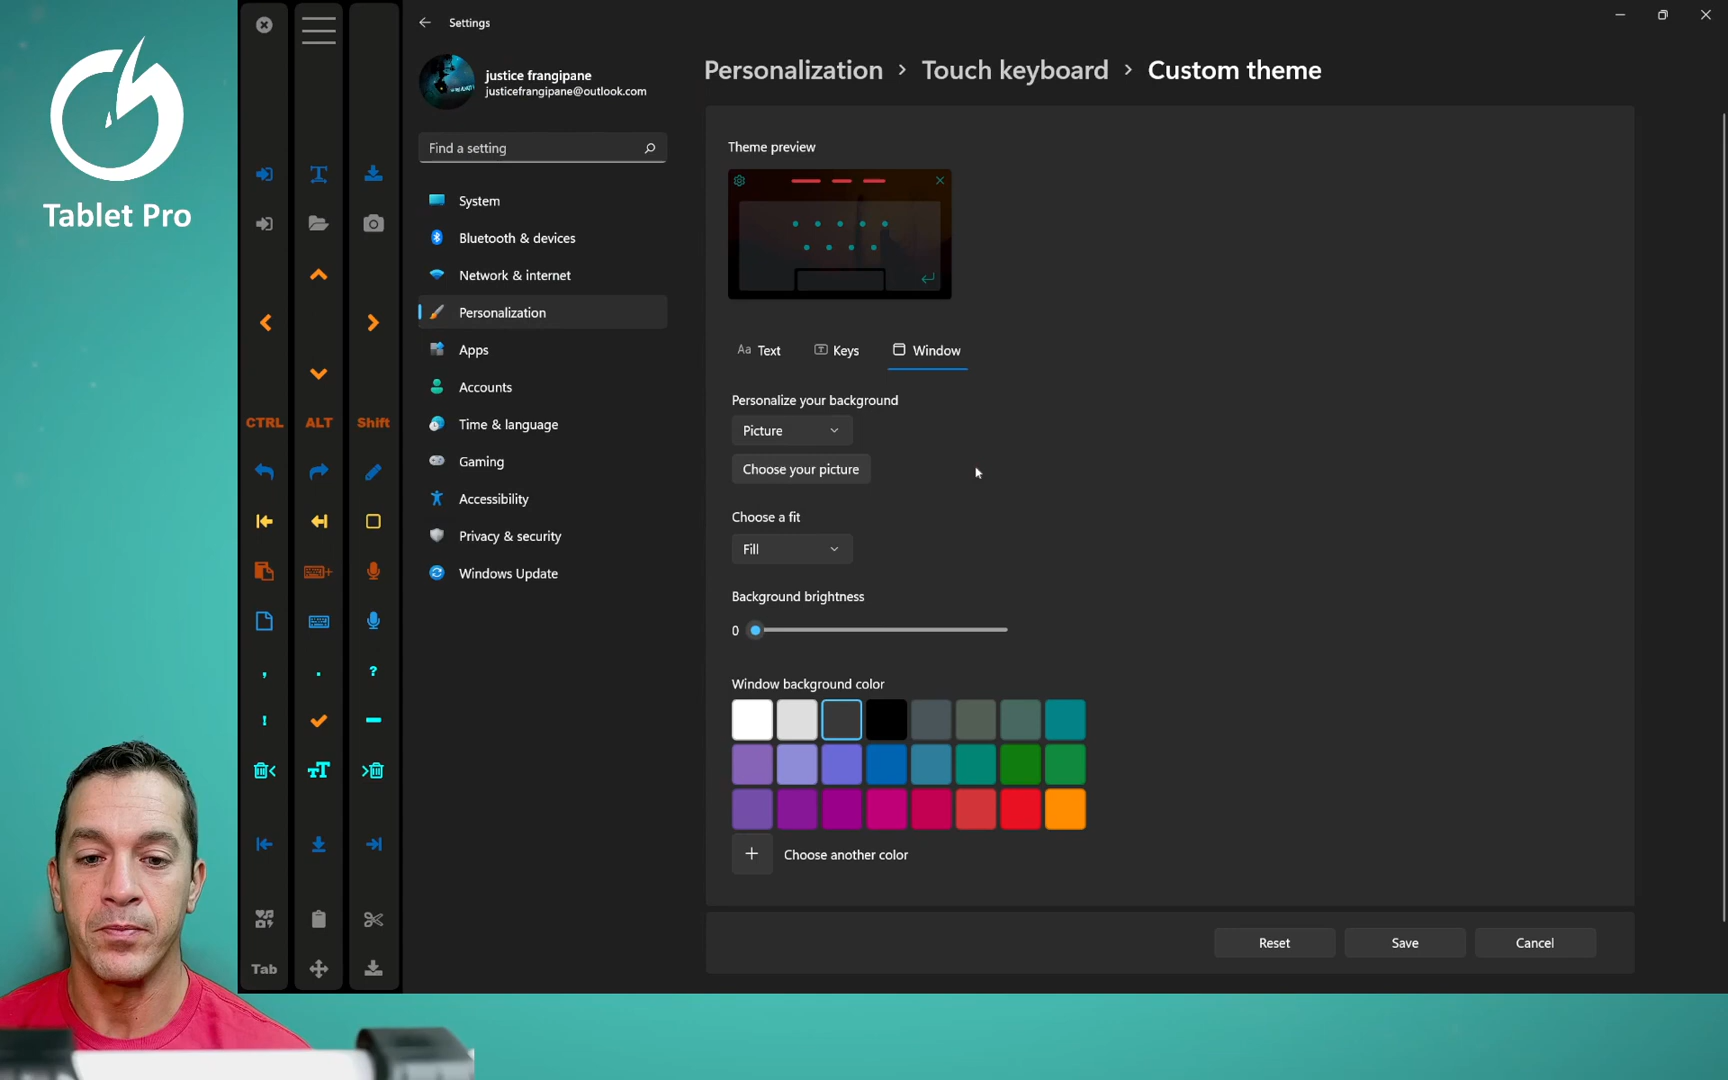 Tablet Pro
CTRL ALT Shift
, . ?
!
Tab
Settings
justice frangipane
justicefrangipane@outlook.com
Find a setting
System
Bluetooth & devices
Network & internet
Personalization
Apps
Accounts
Time & language
Gaming
Accessibility
Privacy & security
Windows Update
Personalization > Touch keyboard > Custom theme
Theme preview
Aa Text Keys Window
Personalize your background
Picture
Choose your picture
Choose a fit
Fill
Background brightness
0
Window background color
+ Choose another color
Reset Save Cancel